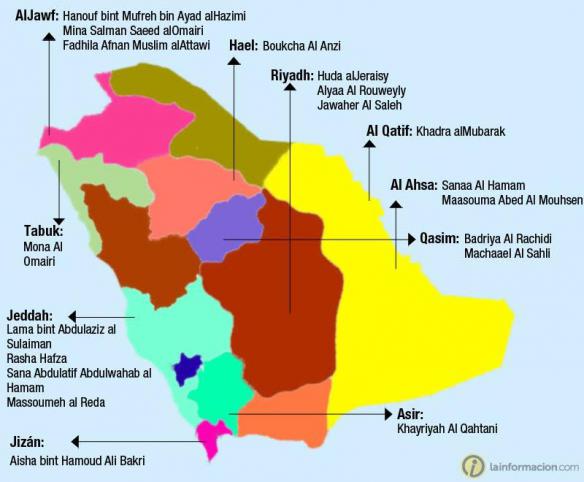 AlJawf: Hanouf bint Mufreh bin Ayad alHazimi
Mina Salman Saeed alOmairi
Fadhila Afnan Muslim alAttawi
Hael: Boukcha Al Anzi
Riyadh: Huda alJeraisy
Alyaa Al Rouweyly
Jawaher Al Saleh
Al Qatif: Khadra alMubarak
Al Ahsa: Sanaa Al Hamam
Maasouma Abed Al Mouhsen
Tabuk:
Mona Al
Omairi
Qasim: Badriya Al Rachidi
Machaael Al Sahli
Jeddah:
Lama bint Abdulaziz al
Sulaiman
Rasha Hafza
Sana Abdulatif Abdulwahab al
Hamam
Massoumeh al Reda
Asir:
Khayriyah Al Qahtani
Jizán:
Aisha bint Hamoud Ali Bakri
i lainformacion.com